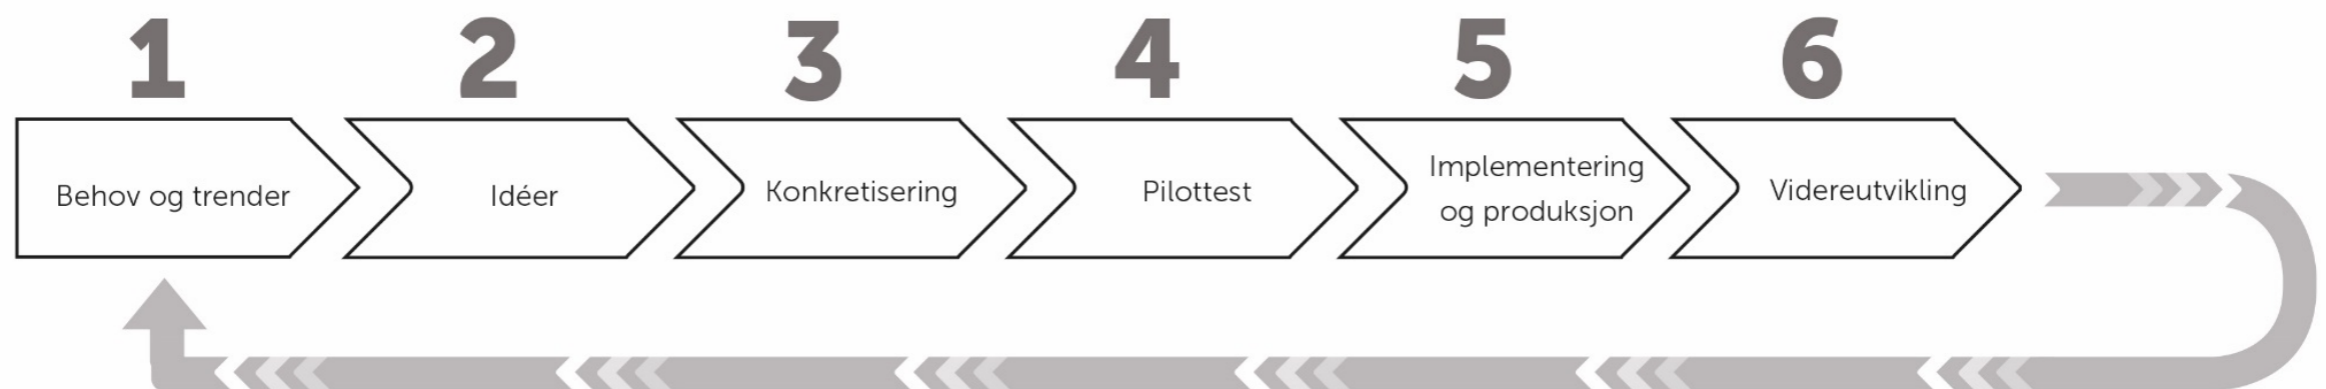 1
2
3
4
5
6
Behov og trender
Idéer
Konkretisering
Pilottest
Implementering
og produksjon
Videreutvikling